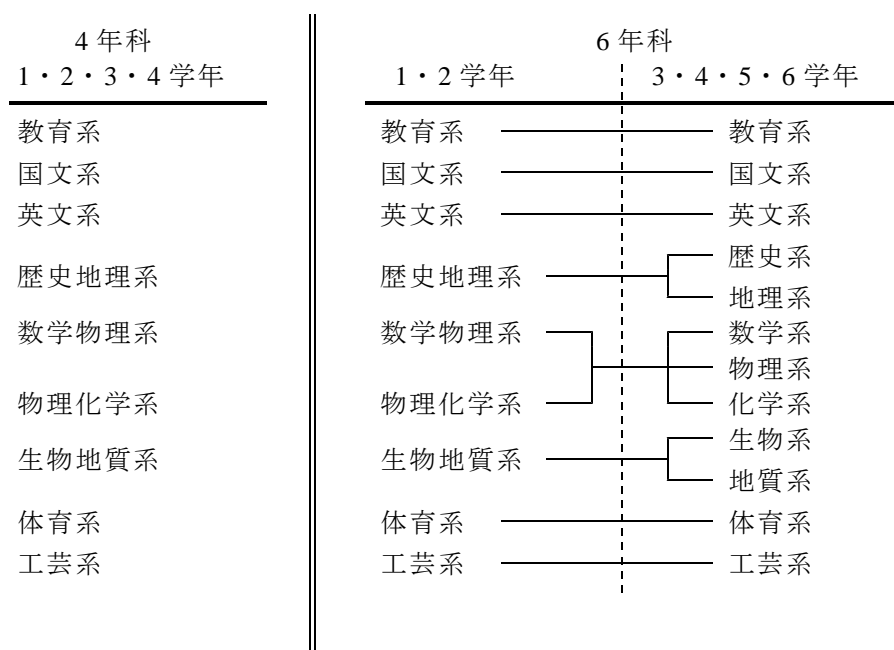 4年科
1・2・3・4学年
教育系
国文系
英文系
歴史地理系
数学物理系
物理化学系
生物地質系
体育系
工芸系
6年科
1・2学年
3・4・5・6学年
教育系
教育系
国文系
国文系
英文系
英文系
歴史地理系
歴史系
地理系
数学物理系
物理化学系
数学系
物理系
化学系
生物地質系
生物系
地質系
体育系
体育系
工芸系
工芸系